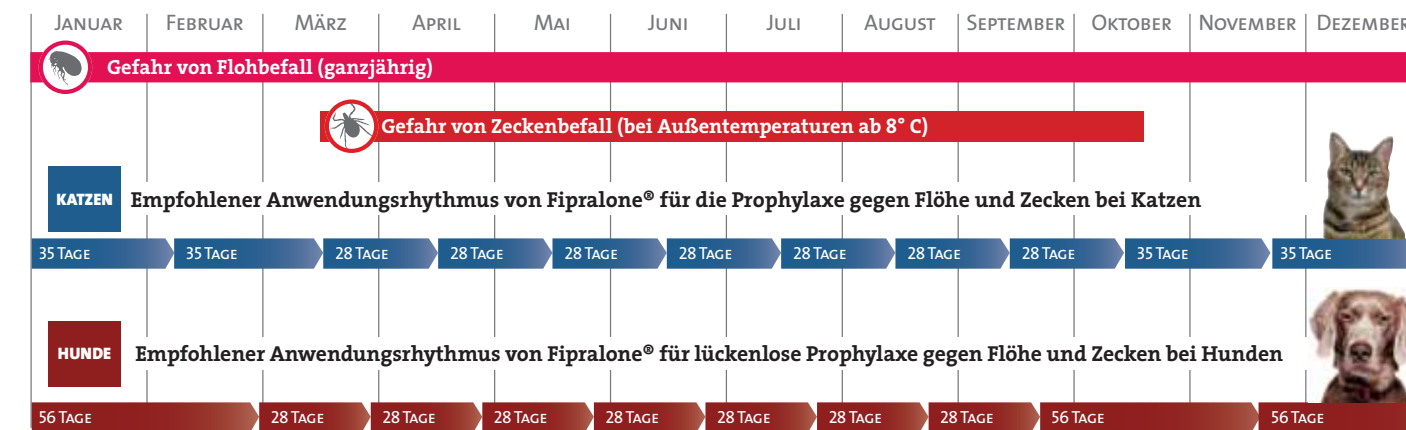 JANUAR FEBRUAR MÄRZ APRIL MAI JUNI JULI AUGUST SEPTEMBER OKTOBER NOVEMBER DEZEMBER
Gefahr von Flohbefall (ganzjährig)
Gefahr von Zeckenbefall (bei Außentemperaturen ab 8° C)
KATZEN Empfohlener Anwendungsrhythmus von Fipralone® für die Prophylaxe gegen Flöhe und Zecken bei Katzen
35 TAGE 35 TAGE 28 TAGE 28 TAGE 28 TAGE 28 TAGE 28 TAGE 28 TAGE 28 TAGE 35 TAGE 35 TAGE
HUNDE Empfohlener Anwendungsrhythmus von Fipralone® für lückenlose Prophylaxe gegen Flöhe und Zecken bei Hunden
56 TAGE 28 TAGE 28 TAGE 28 TAGE 28 TAGE 28 TAGE 28 TAGE 28 TAGE 56 TAGE 56 TAGE